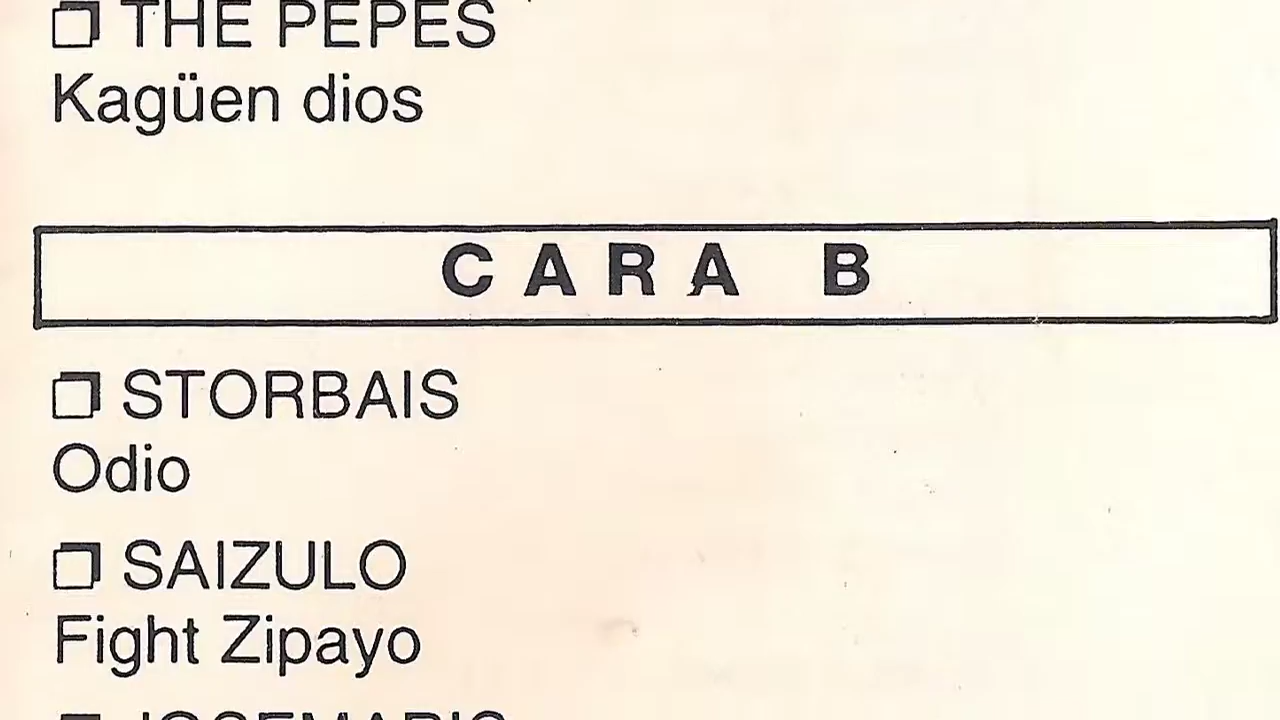 THE PEPES
Kagüen dios
CARA B
STORBAIS
Odio
SAIZULO
Fight Zipayo